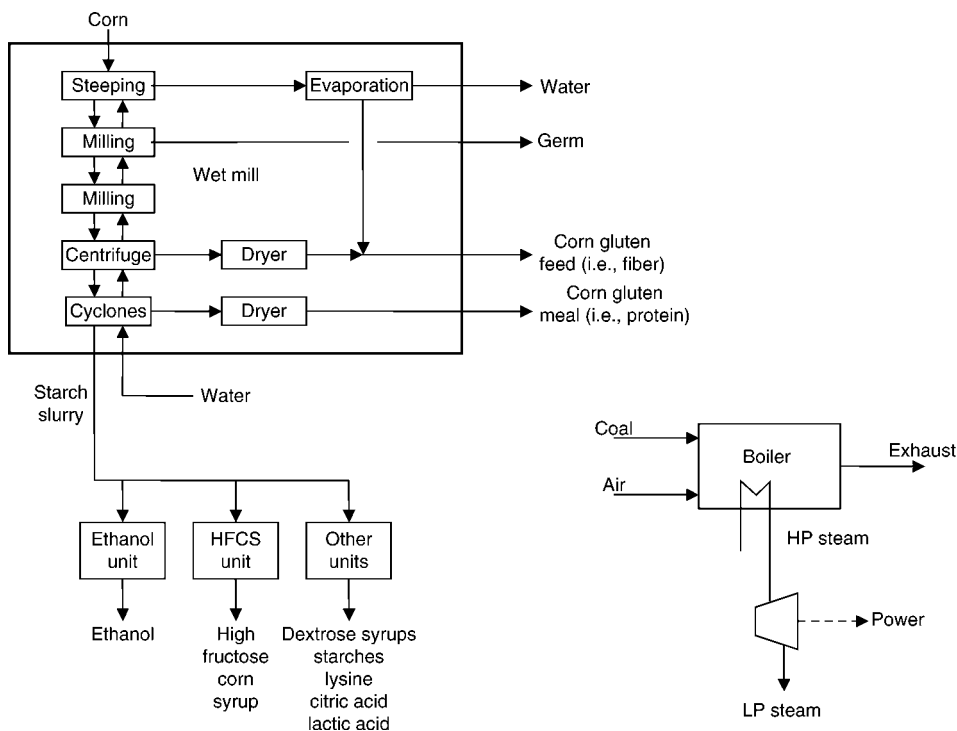 Corn
Steeping
Evaporation
Water
Milling
Germ
Wet mill
Milling
Centrifuge
Dryer
Corn gluten
feed (i.e., fiber)
Cyclones
Dryer
Corn gluten
meal (i.e., protein)
Starch
slurry
Water
Ethanol
unit
HFCS
unit
Other
units
Ethanol
High
fructose
corn
syrup
Dextrose syrups
starches
lysine
citric acid
lactic acid
Coal
Air
Boiler
Exhaust
HP steam
Power
LP steam